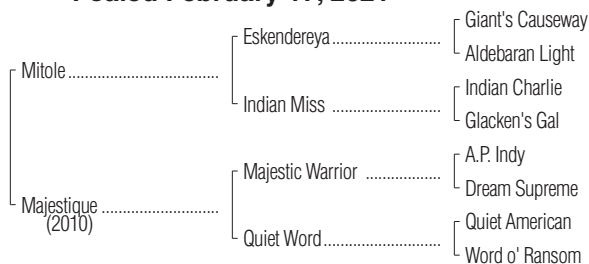 Giant's Causeway
Eskendereya ............................
Aldebaran Light
Mitole ........................................
Indian Charlie
Indian Miss ............................
Glacken's Gal
A.P. Indy
Majestic Warrior ...................
Dream Supreme
Majestique ...............................
(2010)
Quiet American
Quiet Word ..............................
Word o' Ransom